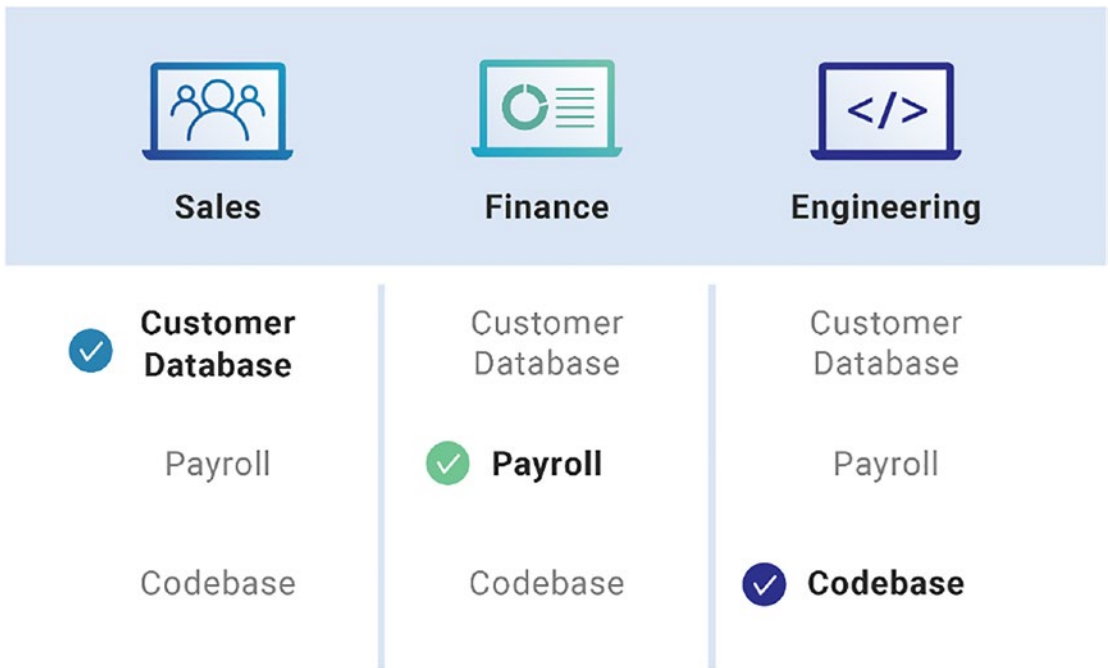 </>
Sales
Finance
Engineering
Customer
Database
Customer
Database
Customer
Database
Payroll
Payroll
Payroll
Codebase
Codebase
Codebase